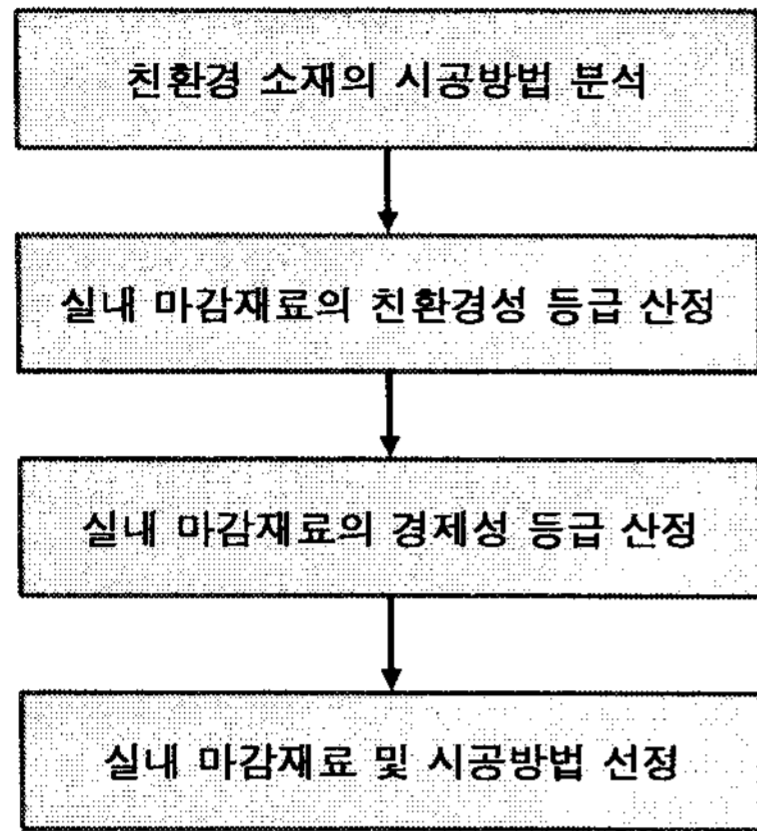 친환경 소재의 시공방법 분석
실내 마감재료의 친환경성 등급 산정
실내 마감재료의 경제성 등급 산정
실내 마감재료 및 시공방법 선정